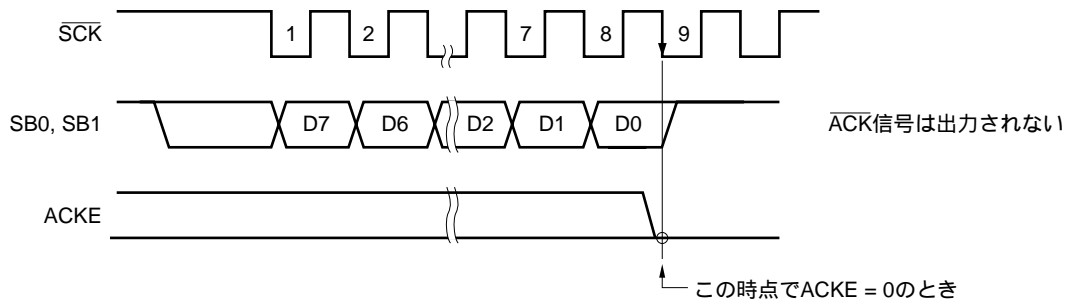 SCK 1 2 7 8 9
SB0, SB1 D7 D6 D2 D1 D0 ACK信号は出力されない
ACKE
この時点でACKE = 0のとき